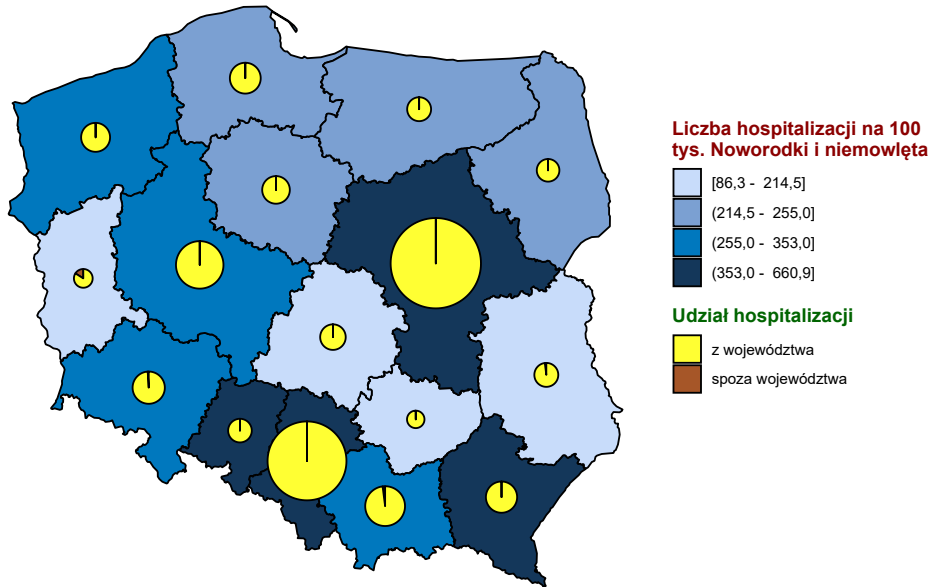 Liczba hospitalizacji na 100
tys. Noworodki i niemowlęta
[86,3 - 214,5]
(214,5 - 255,0]
(255,0 - 353,0]
(353,0 - 660,9]
Udział hospitalizacji
z województwa
spoza województwa